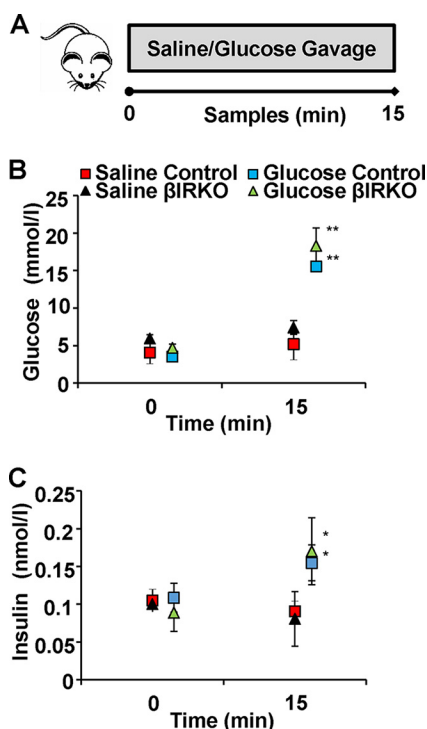 A
Saline/Glucose Gavage
0 Samples (min) 15
B
Saline Control Glucose Control
Saline βIRKO Glucose βIRKO
Glucose (mmol/l)
25
20
15
10
5
0
**
**
0 15
Time (min)
C
Insulin (nmol/l)
0.25
0.2
0.15
0.1
0.05
0
*
*
0 15
Time (min)